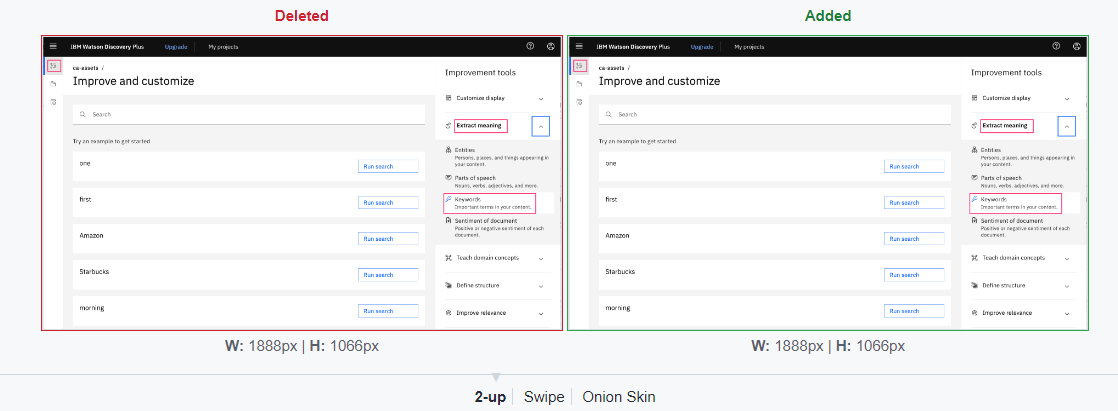 Deleted
IBM Watson Discovery Plus Upgrade My projects
ca-assets /
Improve and customize
Search
Try an example to get started
one Run search
first Run search
Amazon Run search
Starbucks Run search
morning Run search
Improvement tools
Customize display
Extract meaning
Entities
Persons, places, and things appearing in
your content.
Parts of speech
Nouns, verbs, adjectives, and more.
Keywords
Important terms in your content.
Sentiment of document
Positive or negative sentiment of each
document.
Teach domain concepts
Define structure
Improve relevance
W: 1888px | H: 1066px
Added
IBM Watson Discovery Plus Upgrade My projects
ca-assets /
Improve and customize
Search
Try an example to get started
one Run search
first Run search
Amazon Run search
Starbucks Run search
morning Run search
Improvement tools
Customize display
Extract meaning
Entities
Persons, places, and things appearing in
your content.
Parts of speech
Nouns, verbs, adjectives, and more.
Keywords
Important terms in your content.
Sentiment of document
Positive or negative sentiment of each
document.
Teach domain concepts
Define structure
Improve relevance
W: 1888px | H: 1066px
2-up Swipe Onion Skin